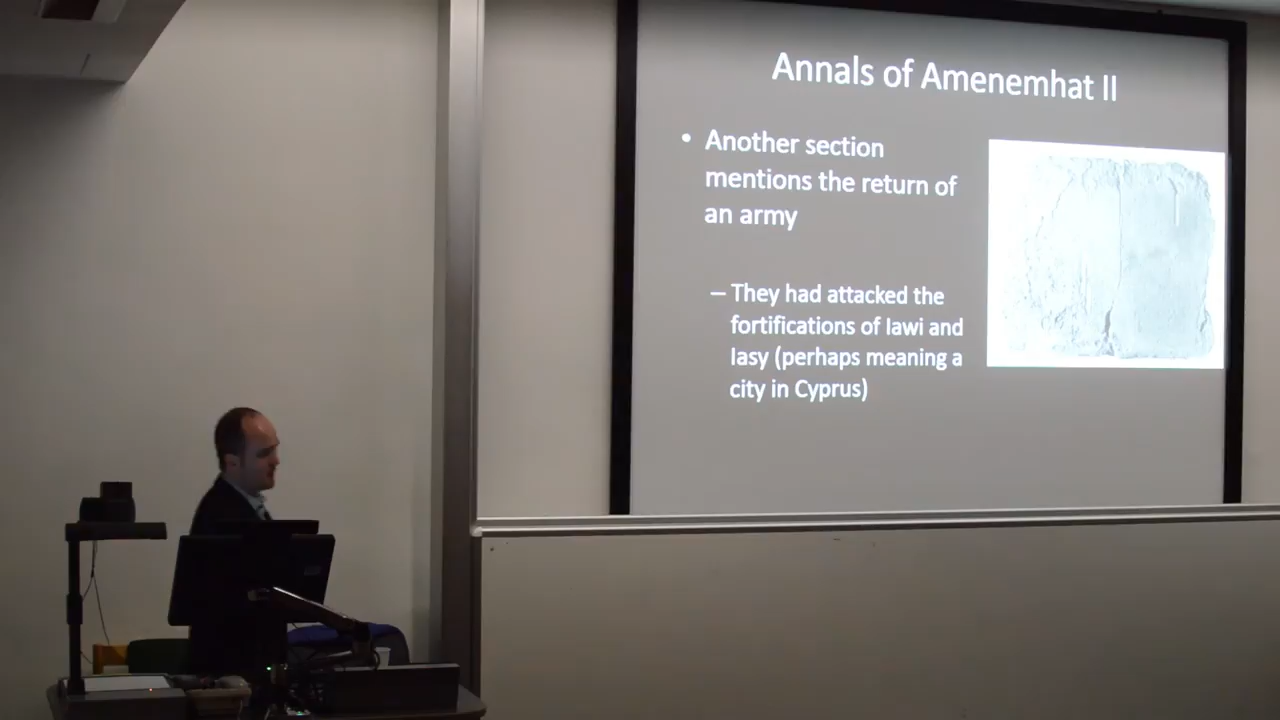 Annals of Amenemhat II
• Another section
mentions the return of
an army
– They had attacked the
fortifications of Iawi and
Iasy (perhaps meaning a
city in Cyprus)